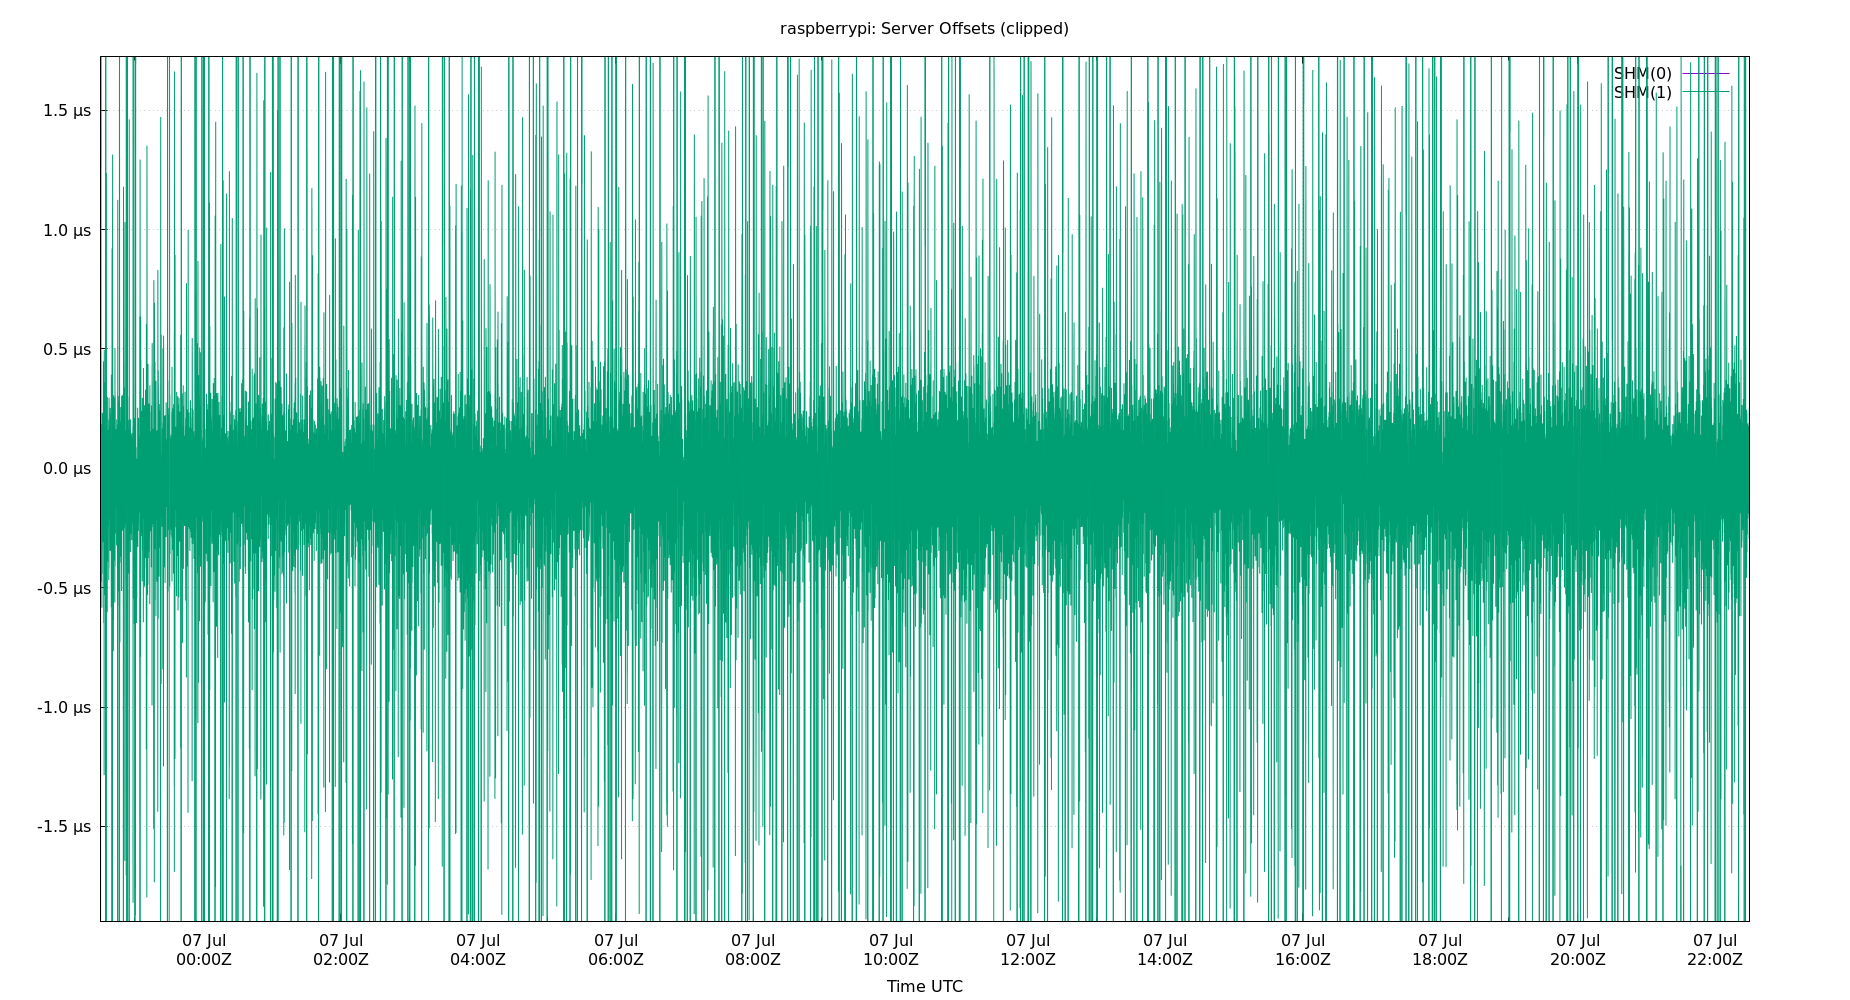 raspberrypi: Server Offsets (clipped)
SHM(0)
SHM(1)
1.5 µs
1.0 µs
0.5 µs
0.0 µs
-0.5 µs
-1.0 µs
-1.5 µs
07 Jul 07 Jul 07 Jul 07 Jul 07 Jul 07 Jul 07 Jul 07 Jul 07 Jul 07 Jul 07 Jul 07 Jul
00:00Z 02:00Z 04:00Z 06:00Z 08:00Z 10:00Z 12:00Z 14:00Z 16:00Z 18:00Z 20:00Z 22:00Z
Time UTC